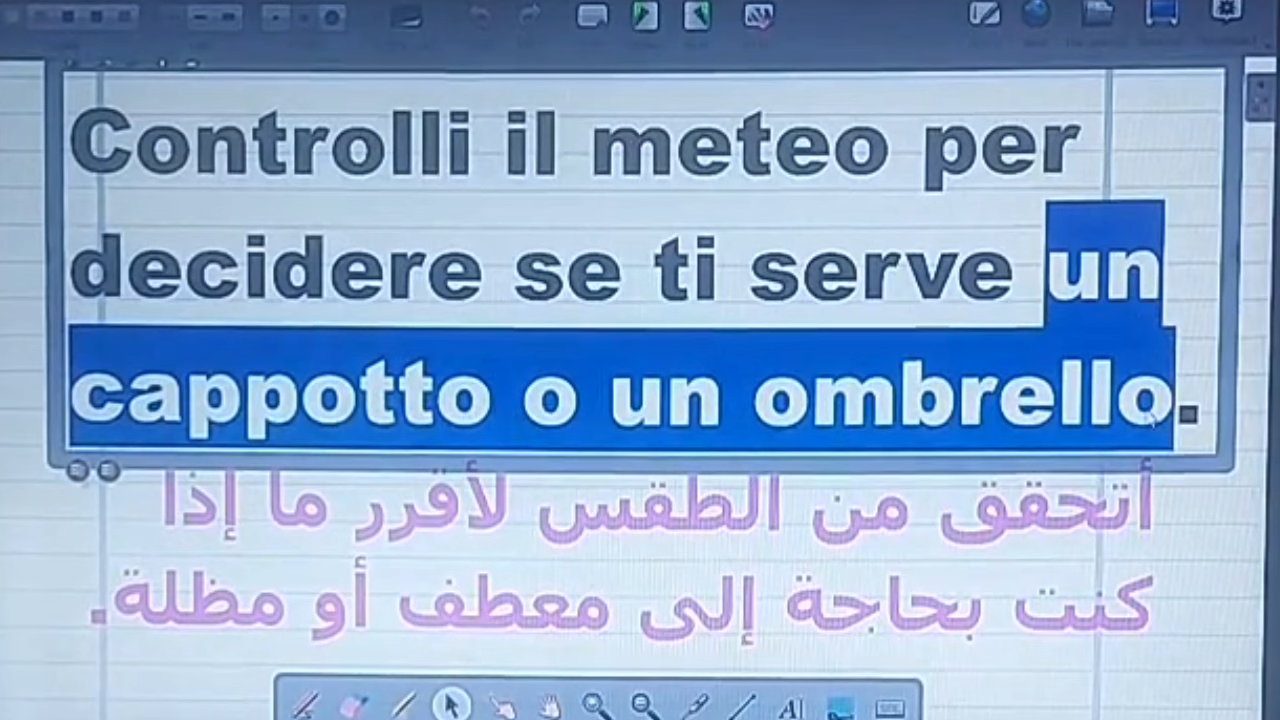 Controlli il meteo per
decidere se ti serve un
cappotto o un ombrello.
أتحقق من الطقس لأقرر ما إذا
كنت بحاجة إلى معطف أو مظلة.